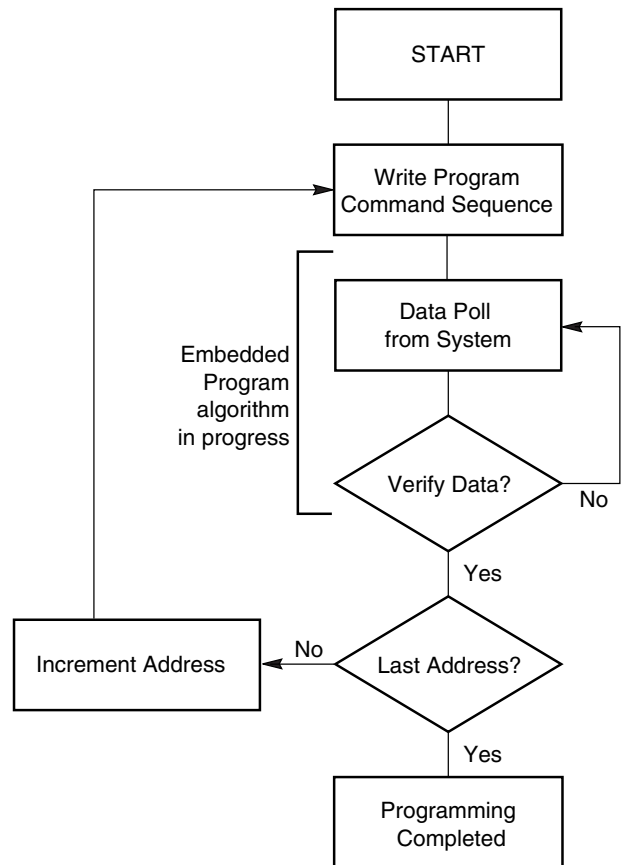 START
Write Program
Command Sequence
Data Poll
from System
Embedded
Program
algorithm
in progress
Verify Data?
No
Yes
No
Increment Address
Last Address?
Yes
Programming
Completed